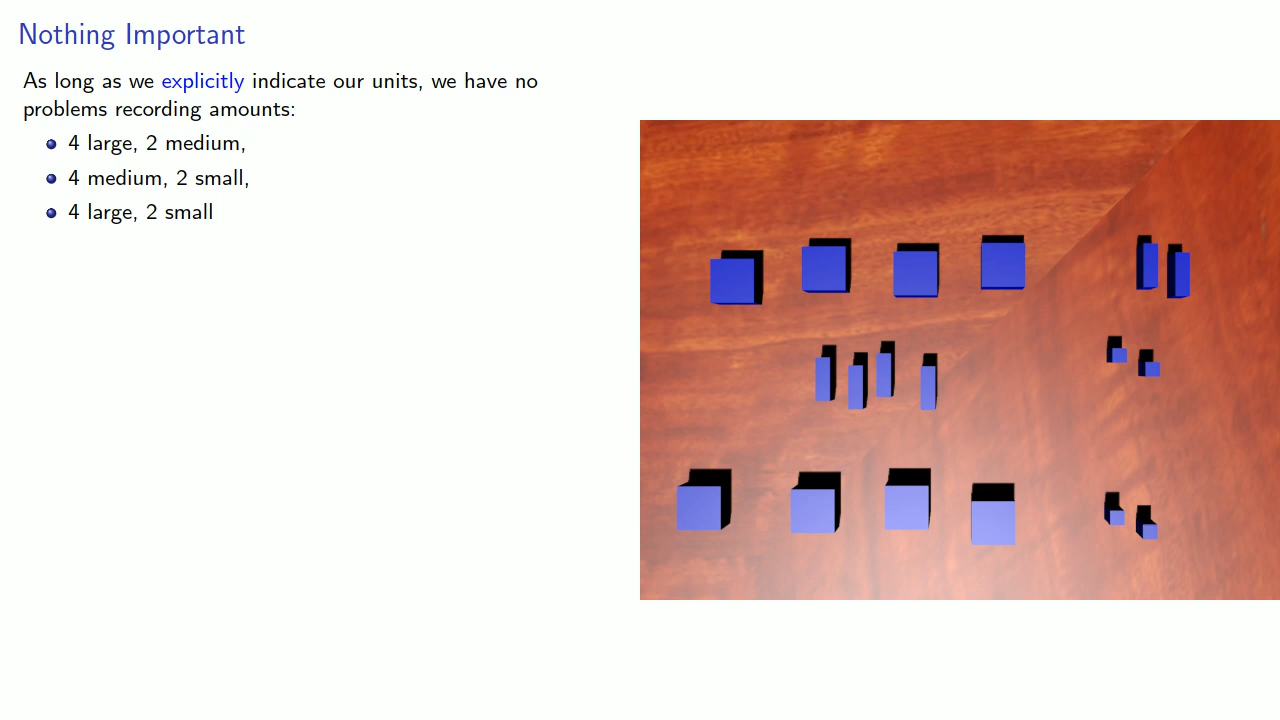 Nothing Important
As long as we explicitly indicate our units, we have no
problems recording amounts:
4 large, 2 medium,
4 medium, 2 small,
4 large, 2 small